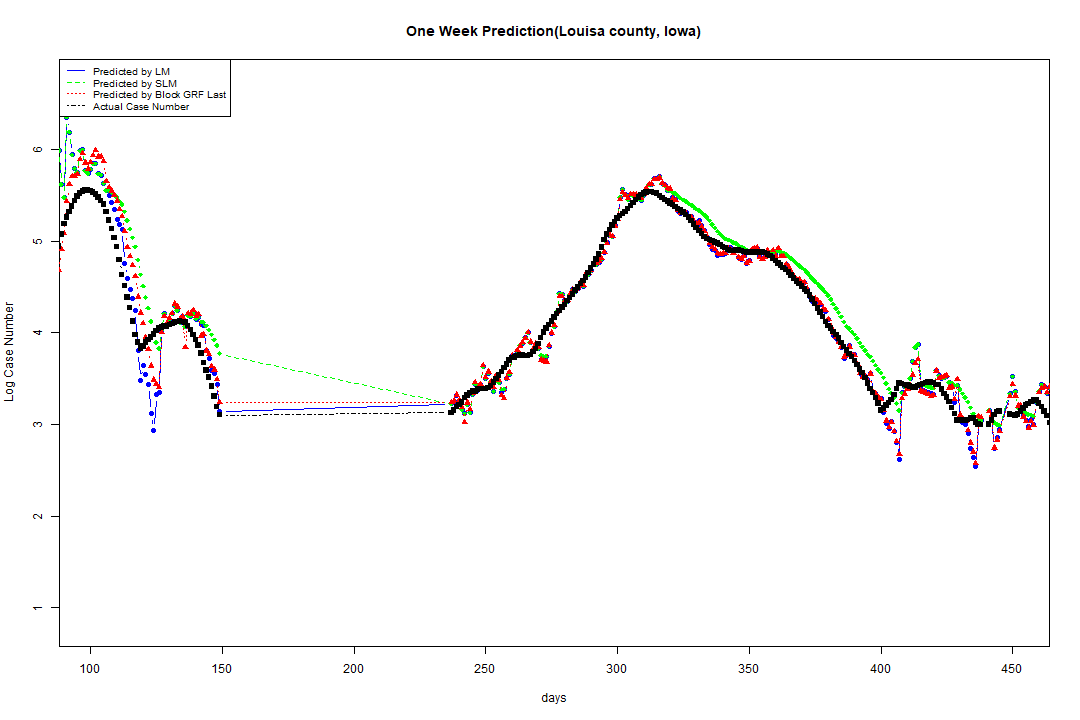 One Week Prediction(Louisa county, Iowa)
Predicted by LM
Predicted by SLM
Predicted by Block GRF Last
Actual Case Number
6
5
4
3
2
1
Log Case Number
100 150 200 250 300 350 400 450
days